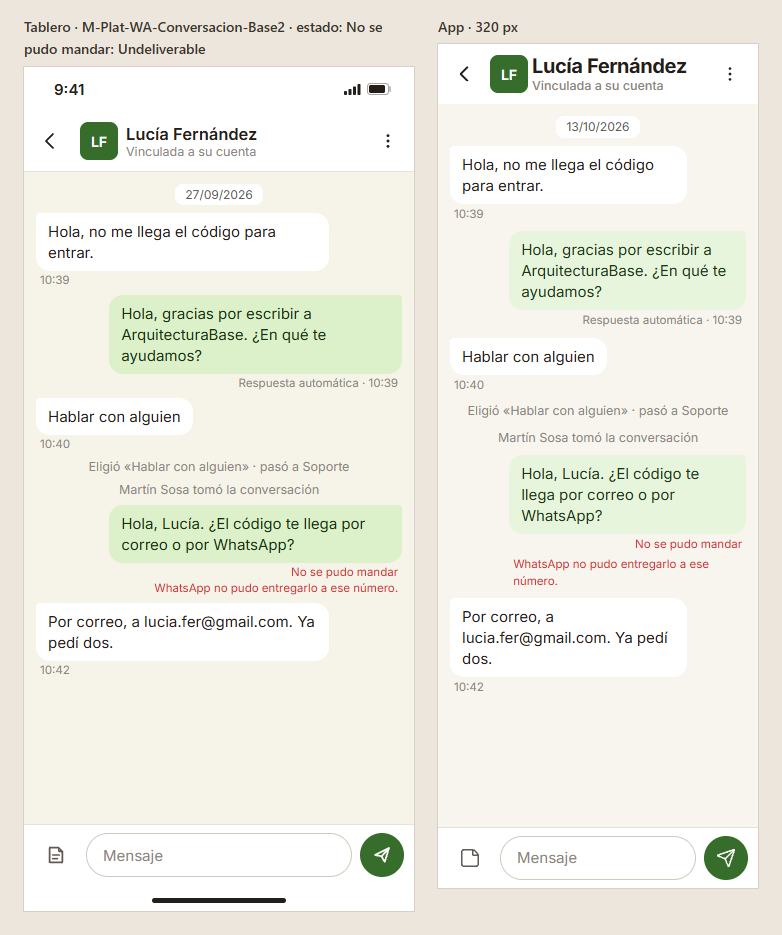 Tablero · M-Plat-WA-Conversacion-Base2 · estado: No se
pudo mandar: Undeliverable
9:41
LF
Lucía Fernández
Vinculada a su cuenta
27/09/2026
Hola, no me llega el código para
entrar.
10:39
Hola, gracias por escribir a
ArquitecturaBase. ¿En qué te
ayudamos?
Respuesta automática · 10:39
Hablar con alguien
10:40
Eligió «Hablar con alguien» · pasó a Soporte
Martín Sosa tomó la conversación
Hola, Lucía. ¿El código te llega por
correo o por WhatsApp?
No se pudo mandar
WhatsApp no pudo entregarlo a ese número.
Por correo, a lucia.fer@gmail.com. Ya
pedí dos.
10:42
Mensaje
App · 320 px
LF
Lucía Fernández
Vinculada a su cuenta
13/10/2026
Hola, no me llega el código
para entrar.
10:39
Hola, gracias por escribir a
ArquitecturaBase. ¿En qué te
ayudamos?
Respuesta automática · 10:39
Hablar con alguien
10:40
Eligió «Hablar con alguien» · pasó a Soporte
Martín Sosa tomó la conversación
Hola, Lucía. ¿El código te
llega por correo o por
WhatsApp?
No se pudo mandar
WhatsApp no pudo entregarlo a ese
número.
Por correo, a
lucia.fer@gmail.com. Ya pedí
dos.
10:42
Mensaje